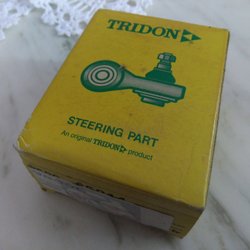 TRIDON
STEERING PART
An original TRIDON product